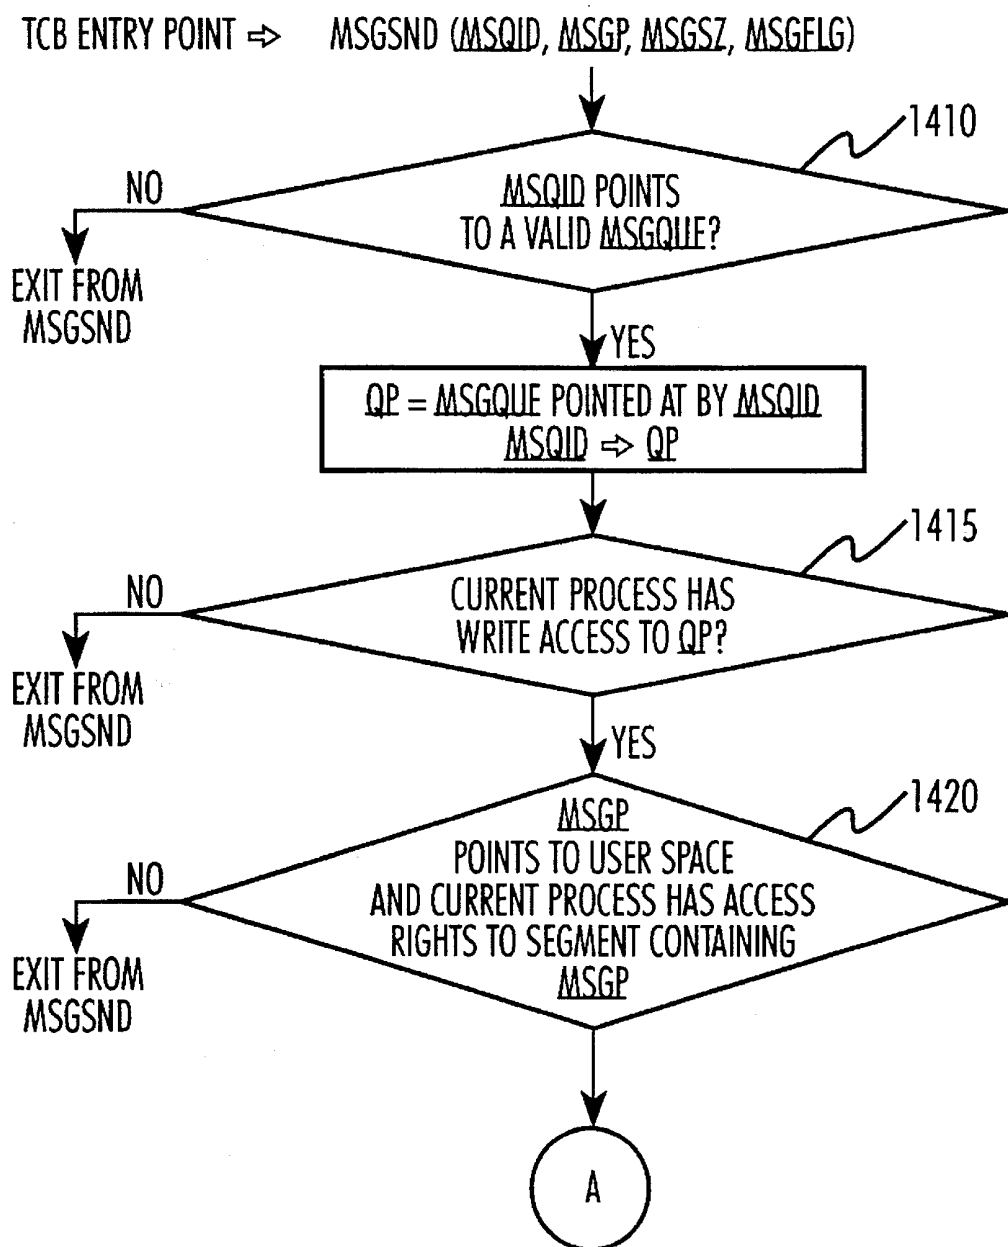 TCB ENTRY POINT ⇨ MSGSND (MSQID, MSGP, MSGSZ, MSGFLG)
1410
NO
MSQID POINTS
TO A VALID MSGQUE?
EXIT FROM
MSGSND
YES
QP = MSGQUE POINTED AT BY MSQID
MSQID ⇨ QP
1415
NO
CURRENT PROCESS HAS
WRITE ACCESS TO QP?
EXIT FROM
MSGSND
YES
1420
NO
MSGP
POINTS TO USER SPACE
AND CURRENT PROCESS HAS ACCESS
RIGHTS TO SEGMENT CONTAINING
MSGP
EXIT FROM
MSGSND
A